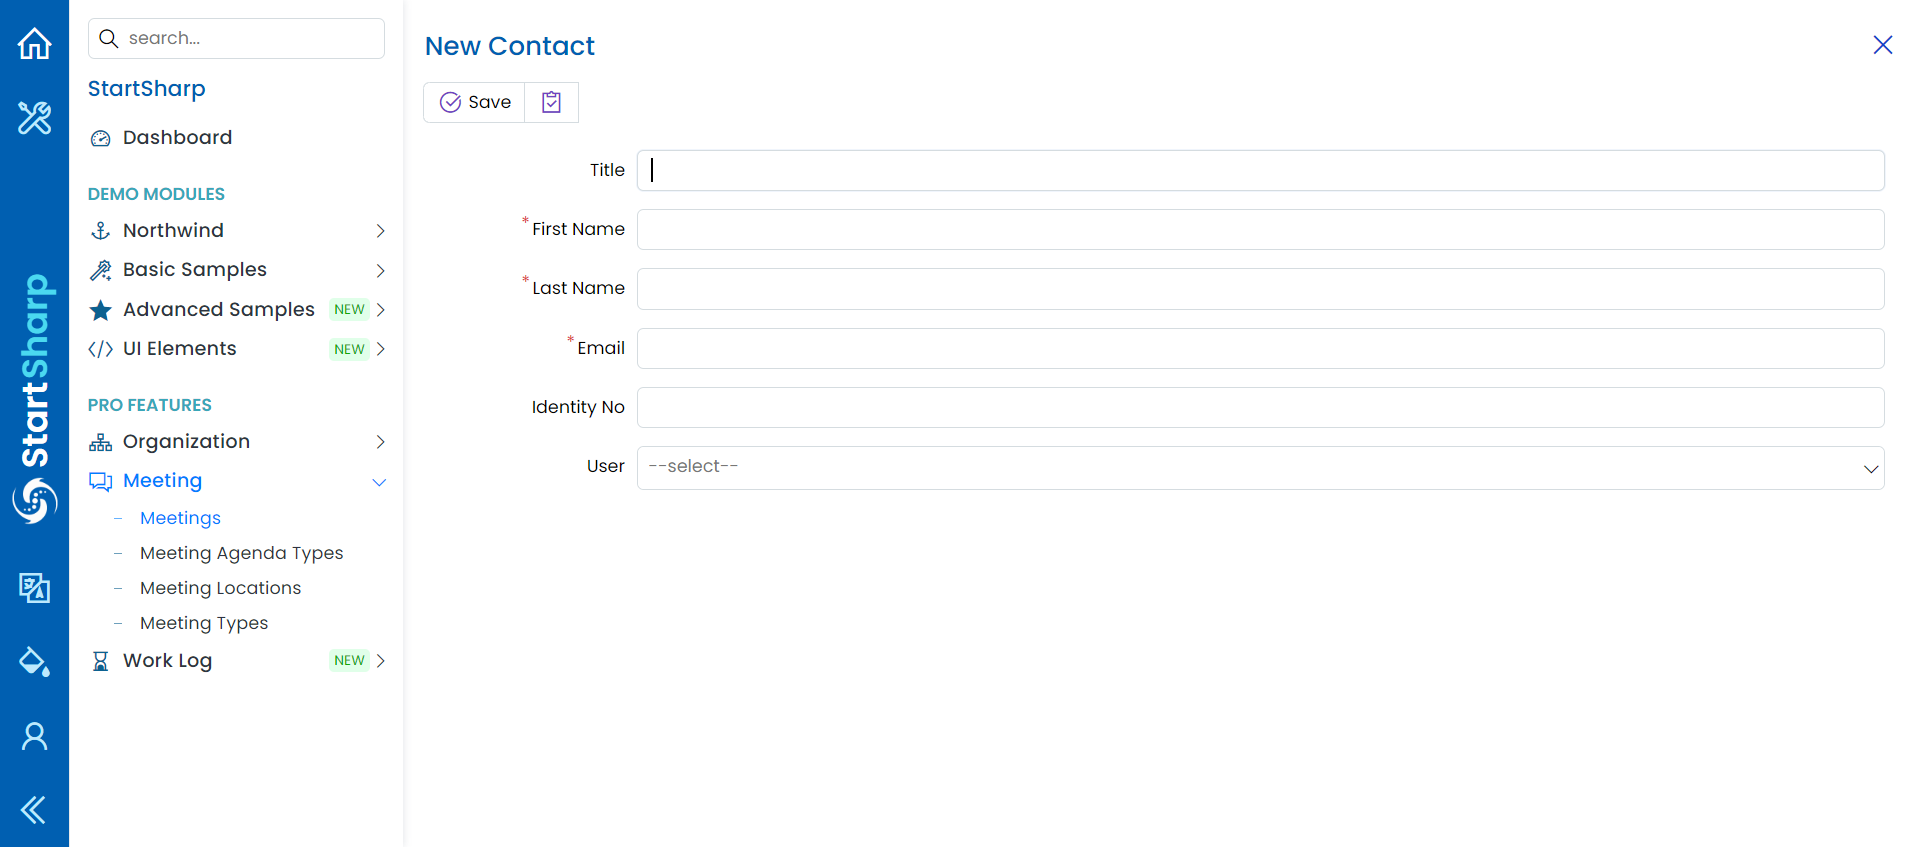 search...
StartSharp
Dashboard
DEMO MODULES
Northwind
Basic Samples
Advanced Samples NEW
UI Elements NEW
PRO FEATURES
Organization
Meeting
Meetings
Meeting Agenda Types
Meeting Locations
Meeting Types
Work Log NEW
StartSharp
New Contact
Save
Title
*First Name
*Last Name
*Email
Identity No
User --select--